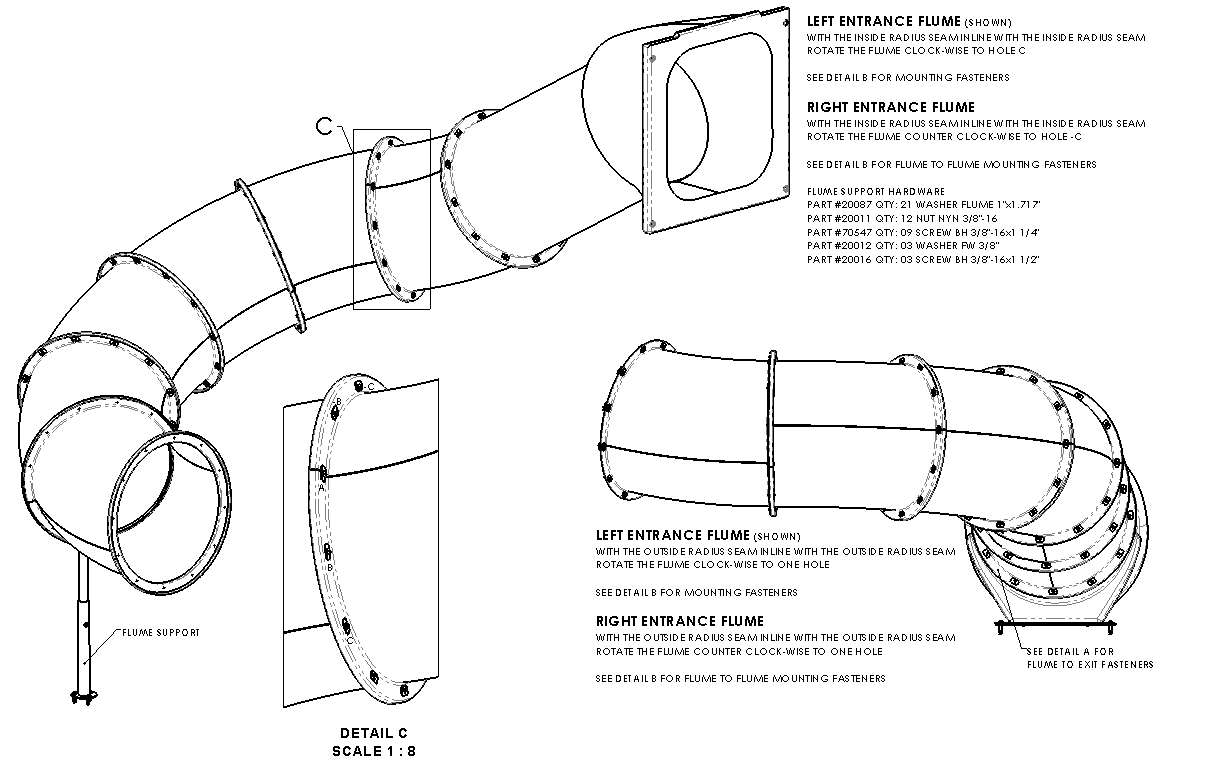 LEFT ENTRANCE FLUME (SHOWN)
WITH THE INSIDE RADIUS SEAM INLINE WITH THE INSIDE RADIUS SEAM
ROTATE THE FLUME CLOCK-WISE TO HOLE C
SEE DETAIL B FOR MOUNTING FASTENERS
RIGHT ENTRANCE FLUME
WITH THE INSIDE RADIUS SEAM INLINE WITH THE INSIDE RADIUS SEAM
ROTATE THE FLUME COUNTER CLOCK-WISE TO HOLE -C
SEE DETAIL B FOR FLUME TO FLUME MOUNTING FASTENERS
FLUME SUPPORT HARDWARE
PART #20087 QTY: 21 WASHER FLUME 1"x1.717"
PART #20011 QTY: 12 NUT NYN 3/8"-16
PART #70547 QTY: 09 SCREW BH 3/8"-16x1 1/4"
PART #20012 QTY: 03 WASHER FW 3/8"
PART #20016 QTY: 03 SCREW BH 3/8"-16x1 1/2"
C
C
B
A
B
C
FLUME SUPPORT
DETAIL C
SCALE 1 : 8
LEFT ENTRANCE FLUME (SHOWN)
WITH THE OUTSIDE RADIUS SEAM INLINE WITH THE OUTSIDE RADIUS SEAM
ROTATE THE FLUME CLOCK-WISE TO ONE HOLE
SEE DETAIL B FOR MOUNTING FASTENERS
RIGHT ENTRANCE FLUME
WITH THE OUTSIDE RADIUS SEAM INLINE WITH THE OUTSIDE RADIUS SEAM
ROTATE THE FLUME COUNTER CLOCK-WISE TO ONE HOLE
SEE DETAIL B FOR FLUME TO FLUME MOUNTING FASTENERS
SEE DETAIL A FOR
FLUME TO EXIT FASTENERS